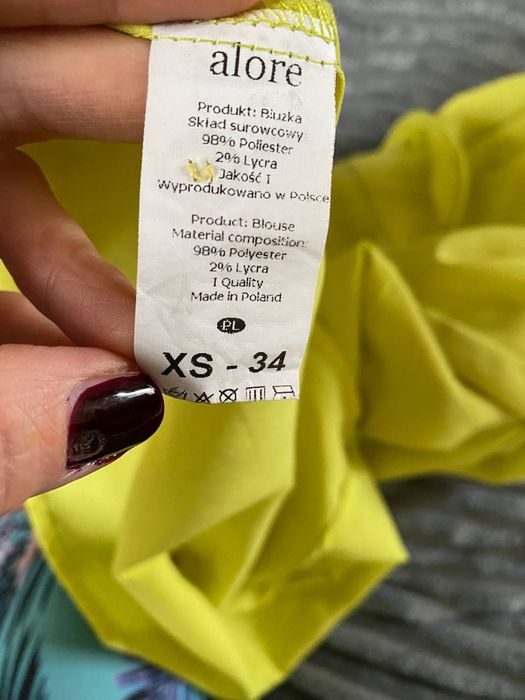 alore
Produkt: Bluzka
Skład surowcowy:
98% Poliester
2% Lycra
Jakość I
Wyprodukowano w Polsce
Product: Blouse
Material composition:
98% Polyester
2% Lycra
I Quality
Made in Poland
PL
XS - 34